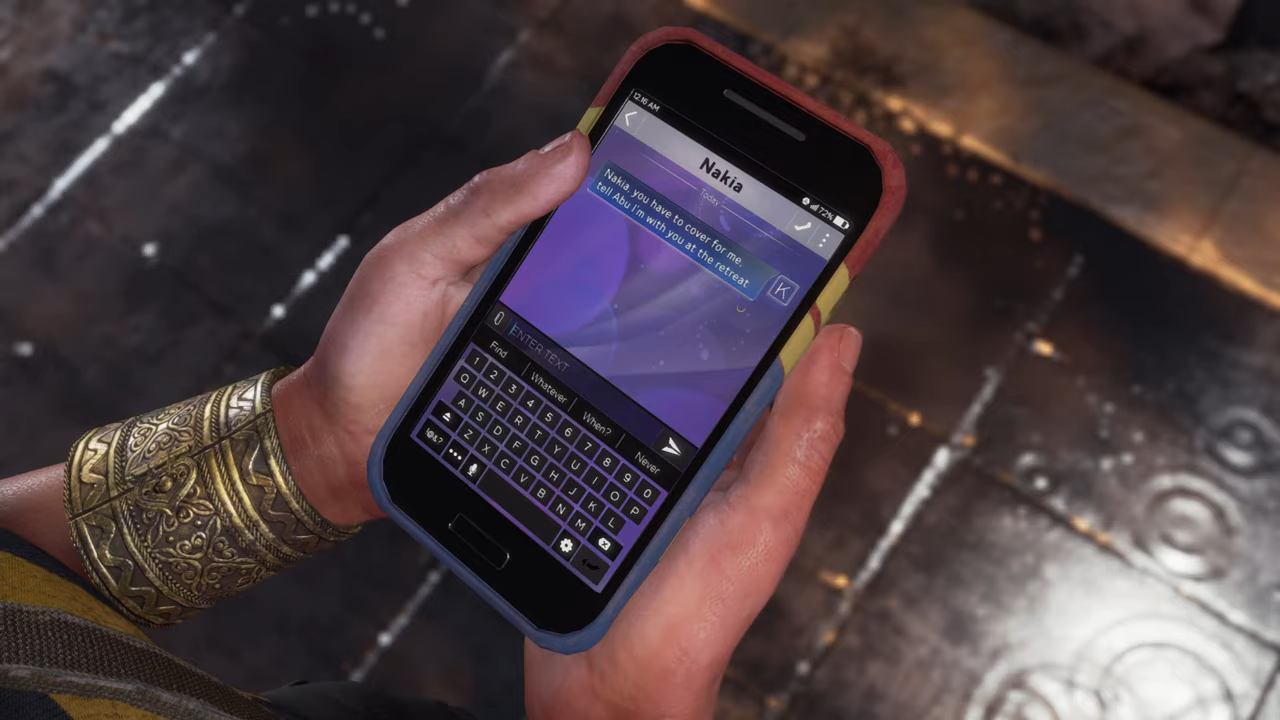 12:16 AM
72%
Nakia
Today
Nakia, you have to cover for me.
tell Abu i'm with you at the retreat
K
ENTER TEXT
Find
Whatever
When?
Never
1 2 3 4 5 6 7 8 9 0
Q W E R T Y U I O P
A S D F G H J K L
Z X C V B N M
!@&?